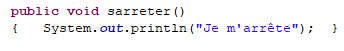 public void sarreter()
{   System.out.println("Je m'arrête");  }